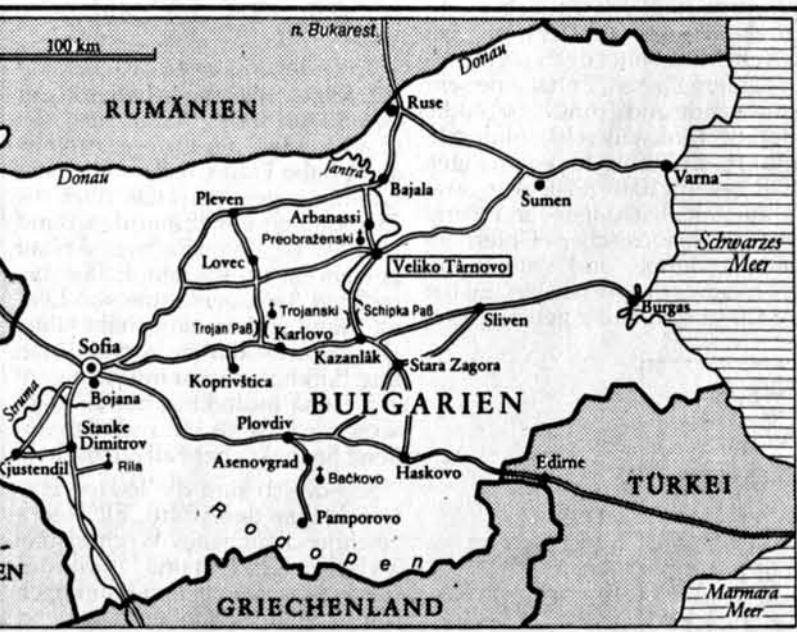 100 km
n. Bukarest
Donau
RUMÄNIEN
Ruse
Donau
Jantra
Bajala
Varna
Pleven
Šumen
Arbanassi
Preobraženski
Schwarzes
Meer
Lovec
Veliko Târnovo
Trojanski
Schipka Paß
Burgas
Trojan Paß
Sliven
Karlovo
Sofia
Kazanlâk
Koprivštica
Stara Zagora
Struma
Bojana
BULGARIEN
Stanke
Dimitrov
Plovdiv
Kjustendil
Rila
Asenovgrad
Haskovo
Edirne
Bačkovo
TÜRKEI
Pamporovo
Rodopen
EN
GRIECHENLAND
Marmara
Meer